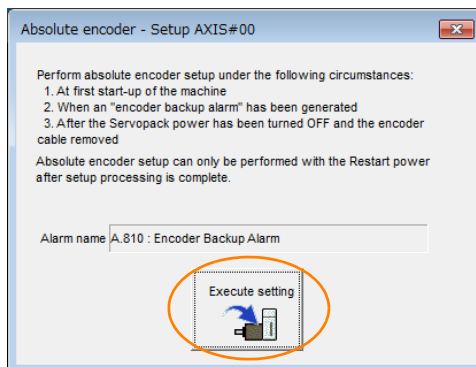 Absolute encoder - Setup AXIS#00
Perform absolute encoder setup under the following circumstances:
1. At first start-up of the machine
2. When an "encoder backup alarm" has been generated
3. After the Servopack power has been turned OFF and the encoder
cable removed
Absolute encoder setup can only be performed with the Restart power
after setup processing is complete.
Alarm name A.810 : Encoder Backup Alarm
Execute setting